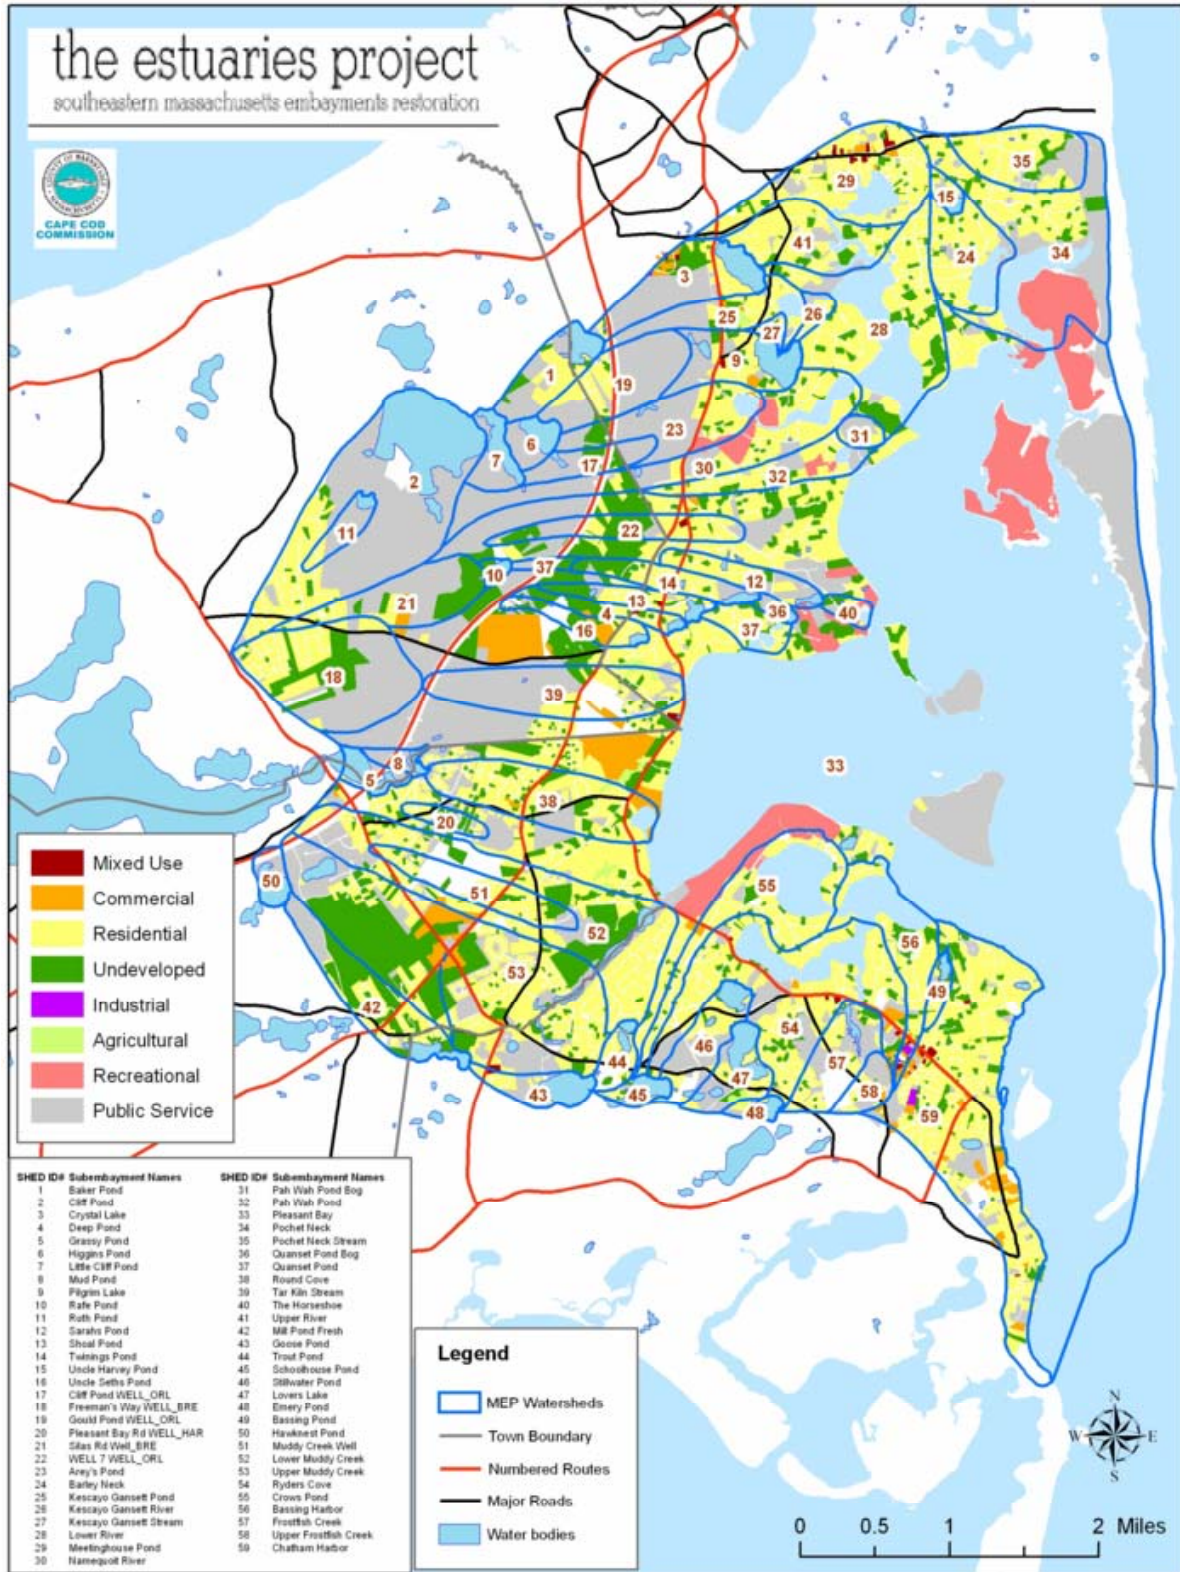 the estuaries project
southeastern massachusetts embayments restoration
CAPE COD
COMMISSION
35
29
15
41
24
34
3
25
27
26
28
9
1
19
23
31
6
7
17
30
32
2
11
22
10
37
14
12
13
36
40
4
21
16
37
18
39
33
8
5
38
20
50
51
55
52
56
53
49
42
54
46
57
44
47
58
43
45
48
59
Mixed Use
Commercial
Residential
Undeveloped
Industrial
Agricultural
Recreational
Public Service
SHED ID# Subembayment Names
1 Baker Pond
2 Cliff Pond
3 Crystal Lake
4 Deep Pond
5 Grassy Pond
6 Higgins Pond
7 Little Cliff Pond
8 Mud Pond
9 Pilgrim Lake
10 Rafe Pond
11 Ruth Pond
12 Sarahs Pond
13 Shoal Pond
14 Twinings Pond
15 Uncle Harvey Pond
16 Uncle Seths Pond
17 Cliff Pond WELL_ORL
18 Freeman's Way WELL_BRE
19 Gould Pond WELL_ORL
20 Pleasant Bay Rd WELL_HAR
21 Silas Rd Well_BRE
22 WELL 7 WELL_ORL
23 Arey's Pond
24 Barley Neck
25 Kescayo Gansett Pond
26 Kescayo Gansett River
27 Kescayo Gansett Stream
28 Lower River
29 Meetinghouse Pond
30 Namequoit River
SHED ID# Subembayment Names
31 Pah Wah Pond Bog
32 Pah Wah Pond
33 Pleasant Bay
34 Pochet Neck
35 Pochet Neck Stream
36 Quanset Pond Bog
37 Quanset Pond
38 Round Cove
39 Tar Kiln Stream
40 The Horseshoe
41 Upper River
42 Mill Pond Fresh
43 Goose Pond
44 Trout Pond
45 Schoolhouse Pond
46 Stillwater Pond
47 Lovers Lake
48 Emery Pond
49 Bassing Pond
50 Hawknest Pond
51 Muddy Creek Well
52 Lower Muddy Creek
53 Upper Muddy Creek
54 Ryders Cove
55 Crows Pond
56 Bassing Harbor
57 Frostfish Creek
58 Upper Frostfish Creek
59 Chatham Harbor
Legend
MEP Watersheds
Town Boundary
Numbered Routes
Major Roads
Water bodies
N
W E
S
0 0.5 1 2 Miles